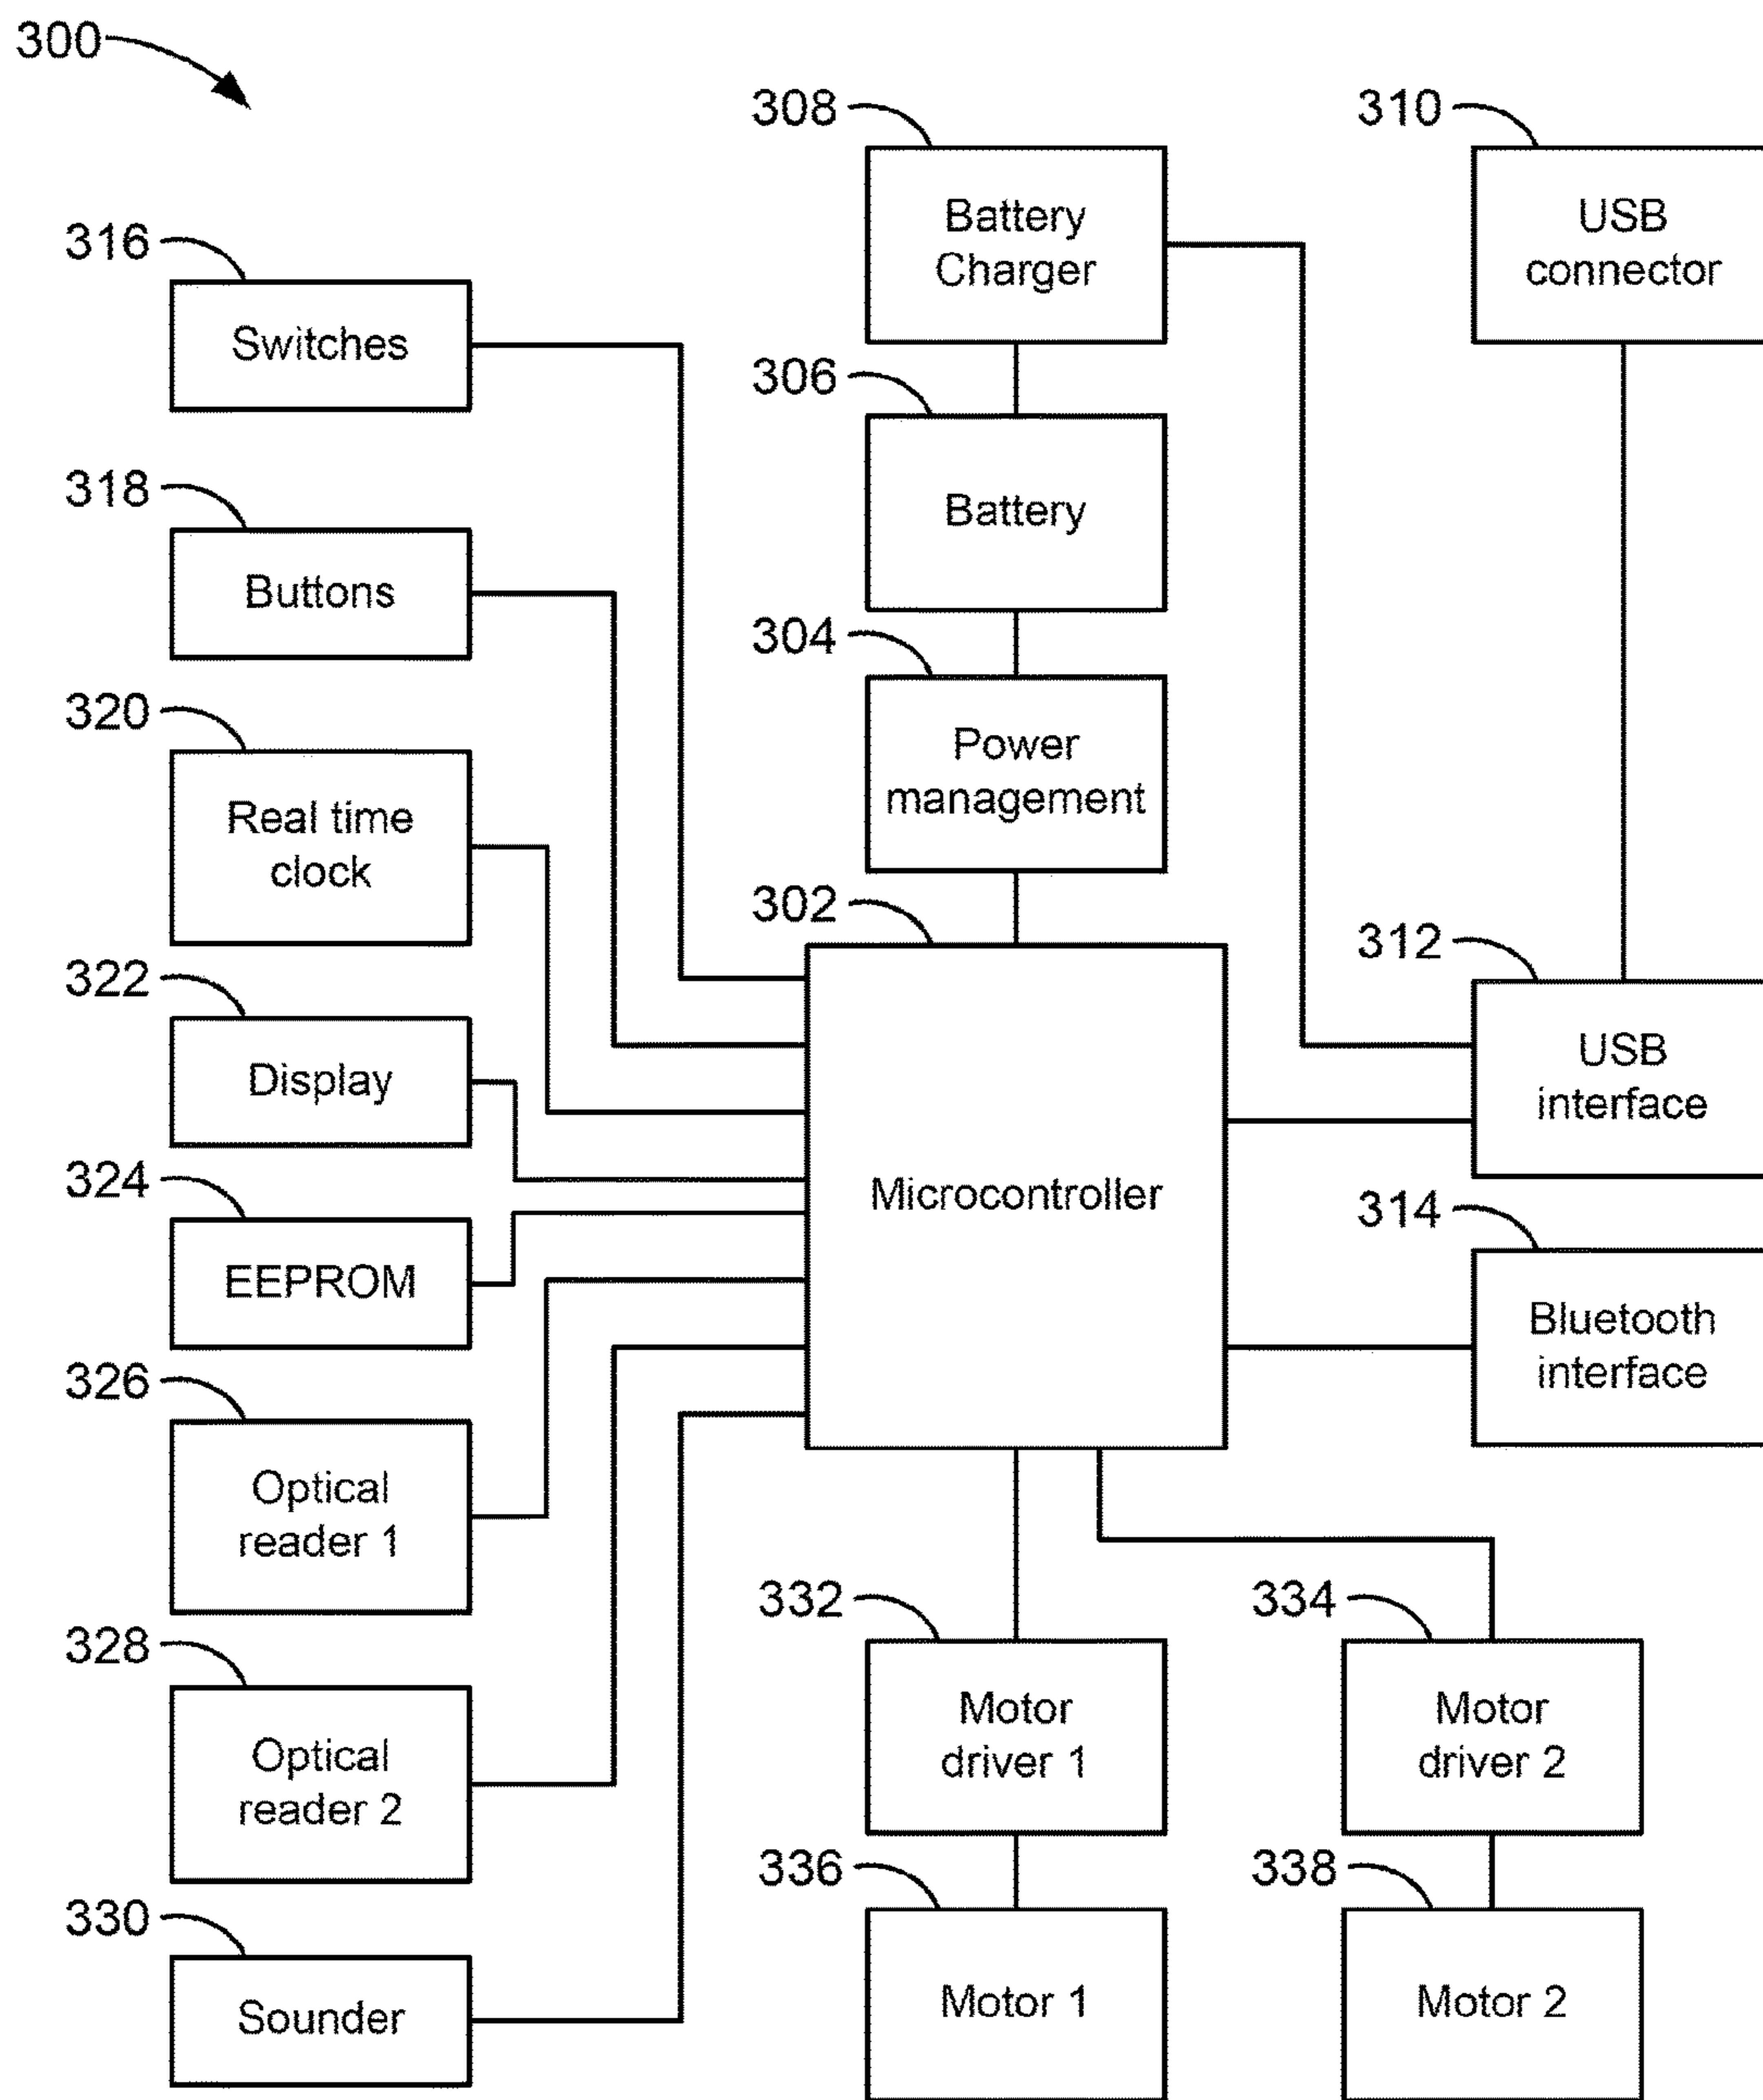 300
308
310
Battery
Charger
USB
connector
316
Switches
306
Battery
318
Buttons
304
Power
management
320
Real time
clock
302
Microcontroller
312
USB
interface
322
Display
324
EEPROM
314
Bluetooth
interface
326
Optical
reader 1
332
Motor
driver 1
334
Motor
driver 2
328
Optical
reader 2
336
Motor 1
338
Motor 2
330
Sounder